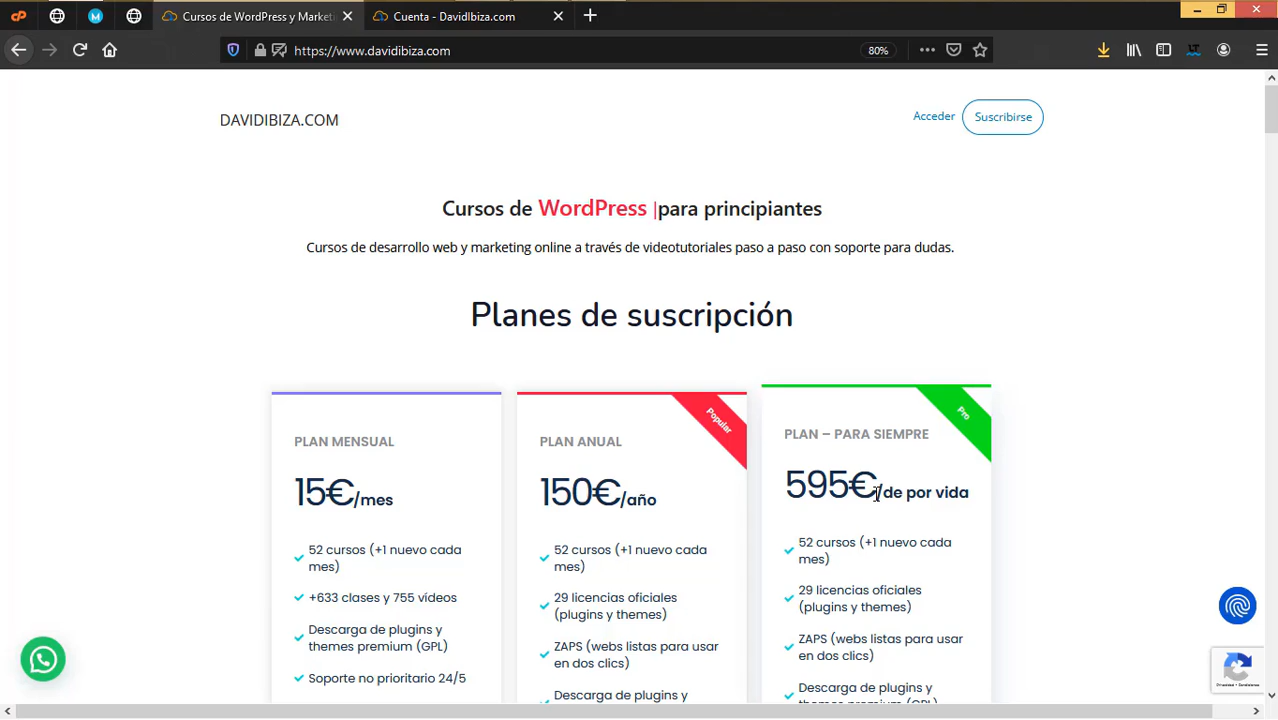 Cursos de WordPress y Market
Cuenta - DavidIbiza.com
https://www.davidibiza.com
80%
DAVIDIBIZA.COM
Acceder
Suscribirse
Cursos de WordPress |para principiantes
Cursos de desarrollo web y marketing online a través de videotutoriales paso a paso con soporte para dudas.
Planes de suscripción
PLAN MENSUAL
15€/mes
52 cursos (+1 nuevo cada
mes)
+633 clases y 755 vídeos
Descarga de plugins y
themes premium (GPL)
Soporte no prioritario 24/5
Popular
PLAN ANUAL
150€/año
52 cursos (+1 nuevo cada
mes)
29 licencias oficiales
(plugins y themes)
ZAPS (webs listas para usar
en dos clics)
Descarga de plugins y
Pro
PLAN – PARA SIEMPRE
595€/de por vida
52 cursos (+1 nuevo cada
mes)
29 licencias oficiales
(plugins y themes)
ZAPS (webs listas para usar
en dos clics)
Descarga de plugins y
themes premium (GPL)